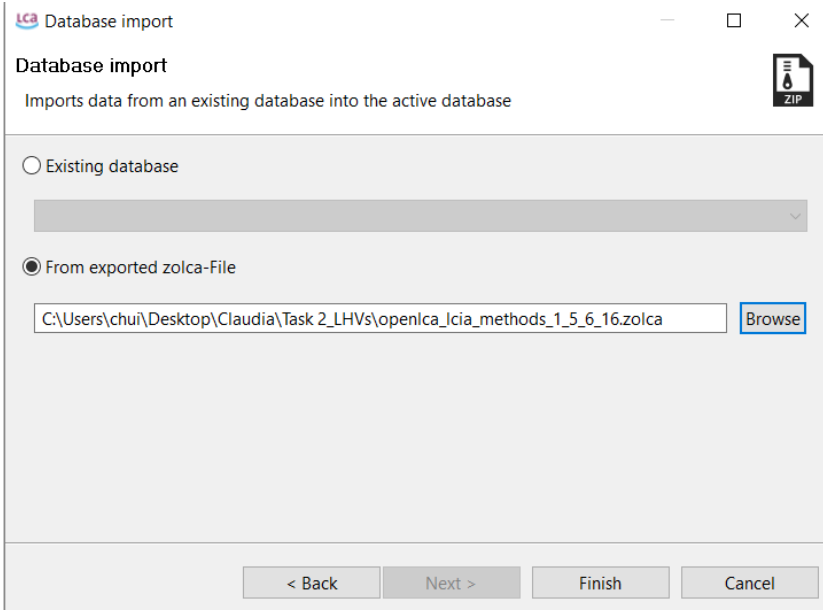 LCa Database import
Database import
Imports data from an existing database into the active database
ZIP
Existing database
From exported zolca-File
C:\Users\chui\Desktop\Claudia\Task 2_LHVs\openlca_lcia_methods_1_5_6_16.zolca Browse
< Back Next > Finish Cancel